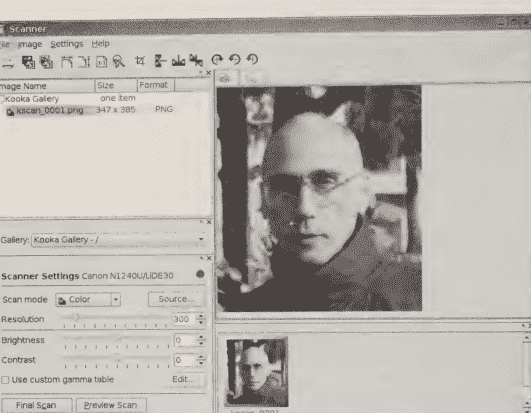 Scanner
Image Settings Help
Image Name Size Format
Kooka Gallery one item
kscan_0001.png 347 x 385 PNG
Gallery: Kooka Gallery - /
Scanner Settings Canon N1240U/LiDE30
Scan mode Color Source...
Resolution 300
Brightness 0
Contrast 0
Use custom gamma table Edit...
Final Scan Preview Scan